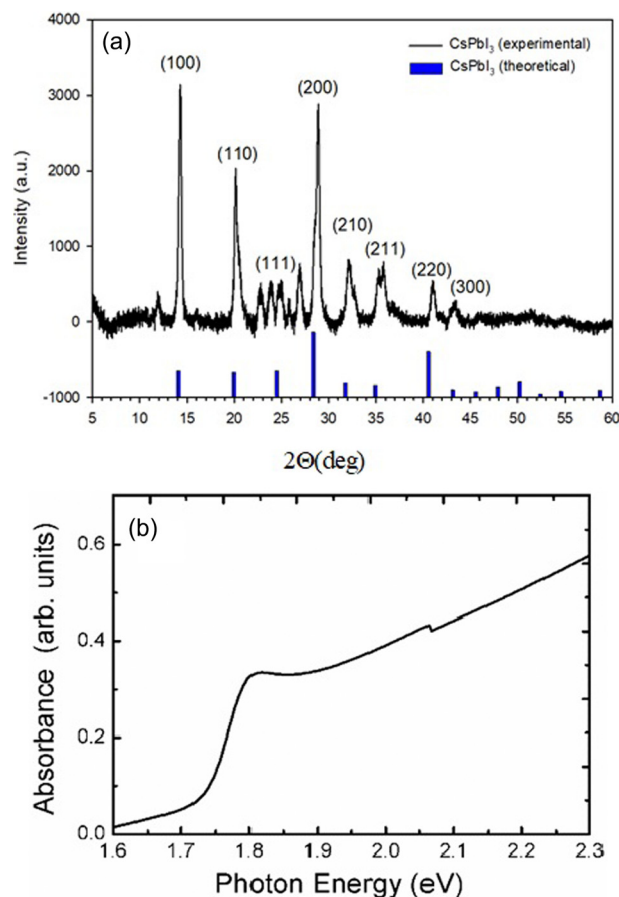 (a)
CsPbI₃ (experimental)
CsPbI₃ (theoretical)
4000
3000
2000
1000
0
-1000
Intensity (a.u.)
(100)
(110)
(111)
(200)
(210)
(211)
(220)
(300)
5 10 15 20 25 30 35 40 45 50 55 60
2Θ(deg)
(b)
0.6
0.4
0.2
0.0
Absorbance (arb. units)
1.6 1.7 1.8 1.9 2.0 2.1 2.2 2.3
Photon Energy (eV)